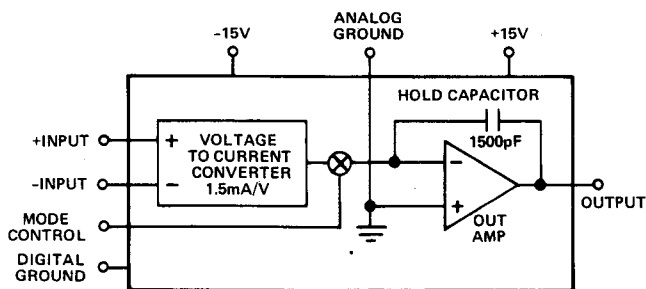 -15V
ANALOG
GROUND
+15V
HOLD CAPACITOR
1500pF
+INPUT
-INPUT
MODE
CONTROL
DIGITAL
GROUND
+
VOLTAGE
TO CURRENT
CONVERTER
1.5mA/V
-
-
+
OUT
AMP
OUTPUT